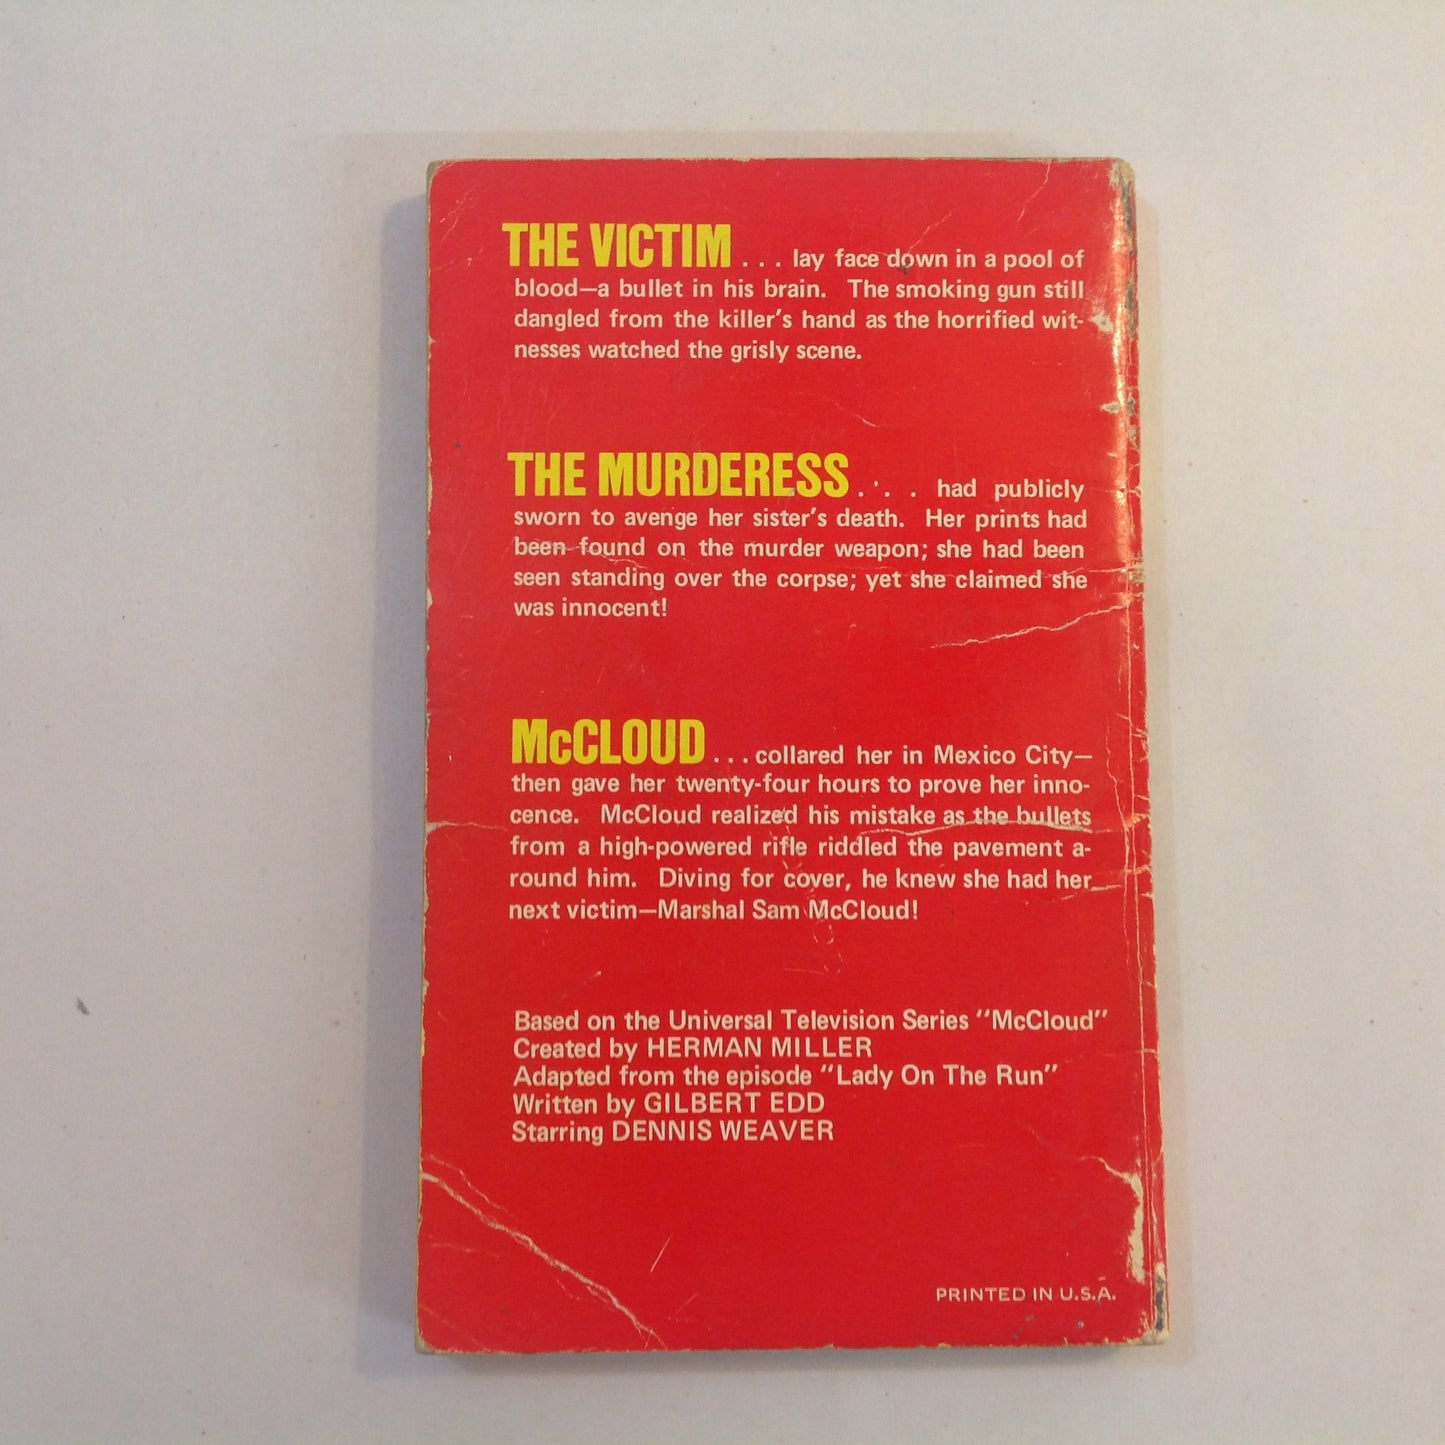 THE VICTIM . . . lay face down in a pool of
blood—a bullet in his brain. The smoking gun still
dangled from the killer's hand as the horrified wit-
nesses watched the grisly scene.
THE MURDERESS . . . had publicly
sworn to avenge her sister's death. Her prints had
been found on the murder weapon; she had been
seen standing over the corpse; yet she claimed she
was innocent!
McCLOUD . . . collared her in Mexico City—
then gave her twenty-four hours to prove her inno-
cence. McCloud realized his mistake as the bullets
from a high-powered rifle riddled the pavement a-
round him. Diving for cover, he knew she had her
next victim—Marshal Sam McCloud!
Based on the Universal Television Series "McCloud"
Created by HERMAN MILLER
Adapted from the episode "Lady On The Run"
Written by GILBERT EDD
Starring DENNIS WEAVER
PRINTED IN U.S.A.